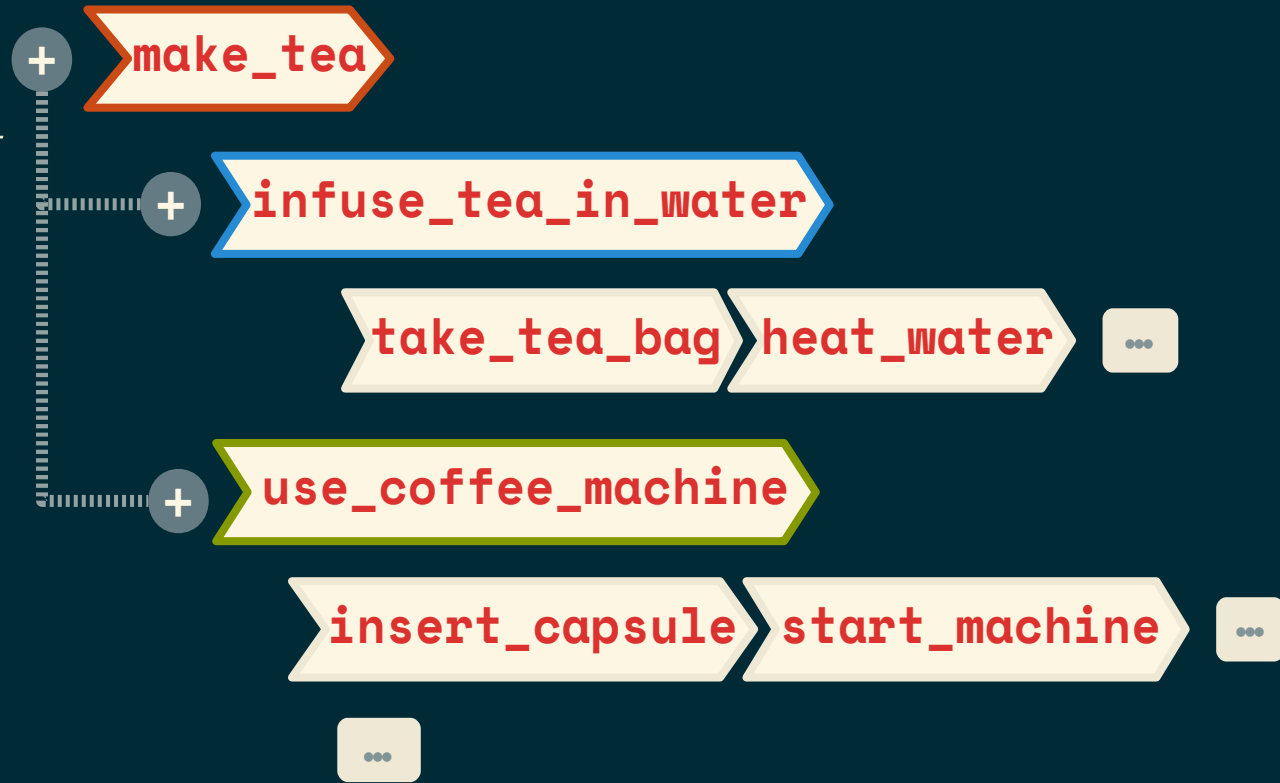 + make_tea
+ infuse_tea_in_water
take_tea_bag heat_water •••
+ use_coffee_machine
insert_capsule start_machine •••
•••